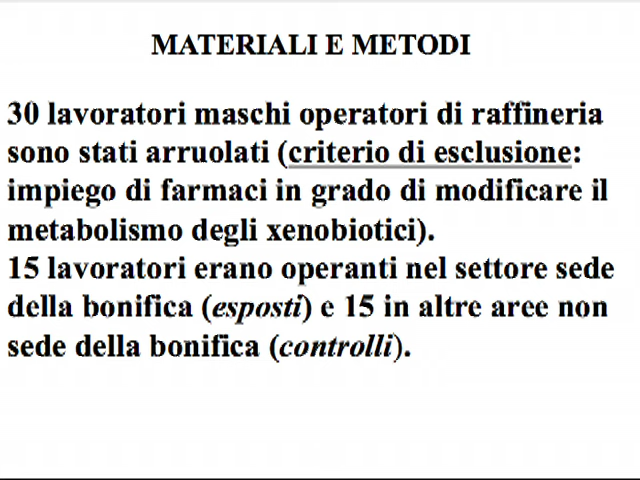 MATERIALI E METODI
30 lavoratori maschi operatori di raffineria
sono stati arruolati (criterio di esclusione:
impiego di farmaci in grado di modificare il
metabolismo degli xenobiotici).
15 lavoratori erano operanti nel settore sede
della bonifica (esposti) e 15 in altre aree non
sede della bonifica (controlli).